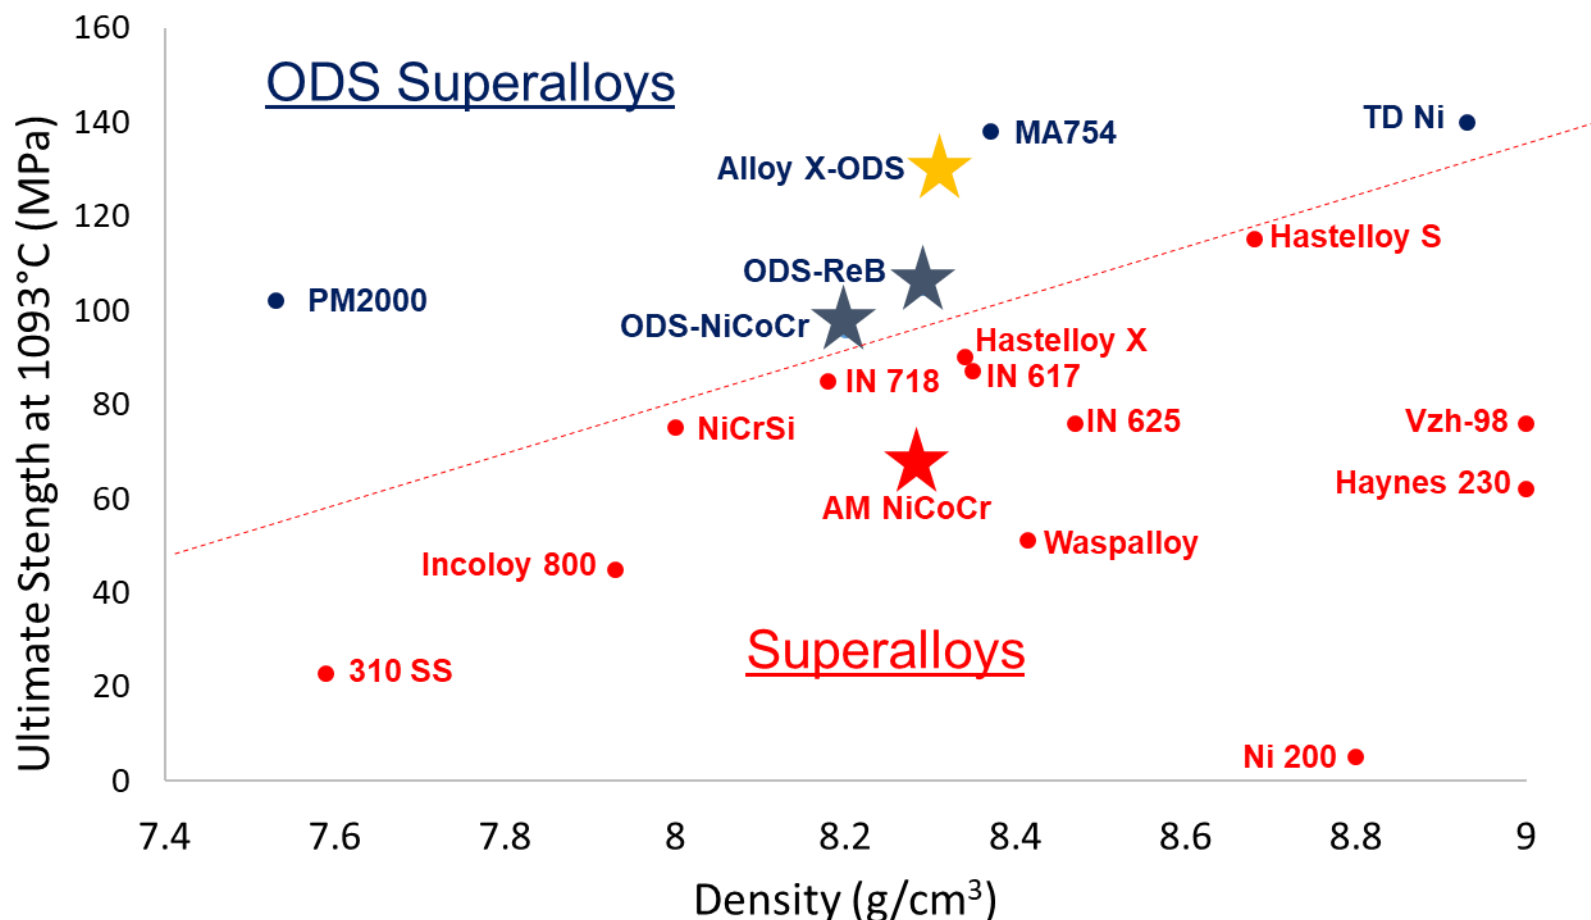 160
ODS Superalloys
140
TD Ni
MA754
Alloy X-ODS
120
Hastelloy S
ODS-ReB
PM2000
100
ODS-NiCoCr
Hastelloy X
IN 718
IN 617
80
NiCrSi
IN 625
Vzh-98
Haynes 230
60
AM NiCoCr
Waspalloy
Incoloy 800
40
Superalloys
310 SS
20
Ni 200
0
7.4 7.6 7.8 8 8.2 8.4 8.6 8.8 9
Density (g/cm³)
Ultimate Stength at 1093°C (MPa)